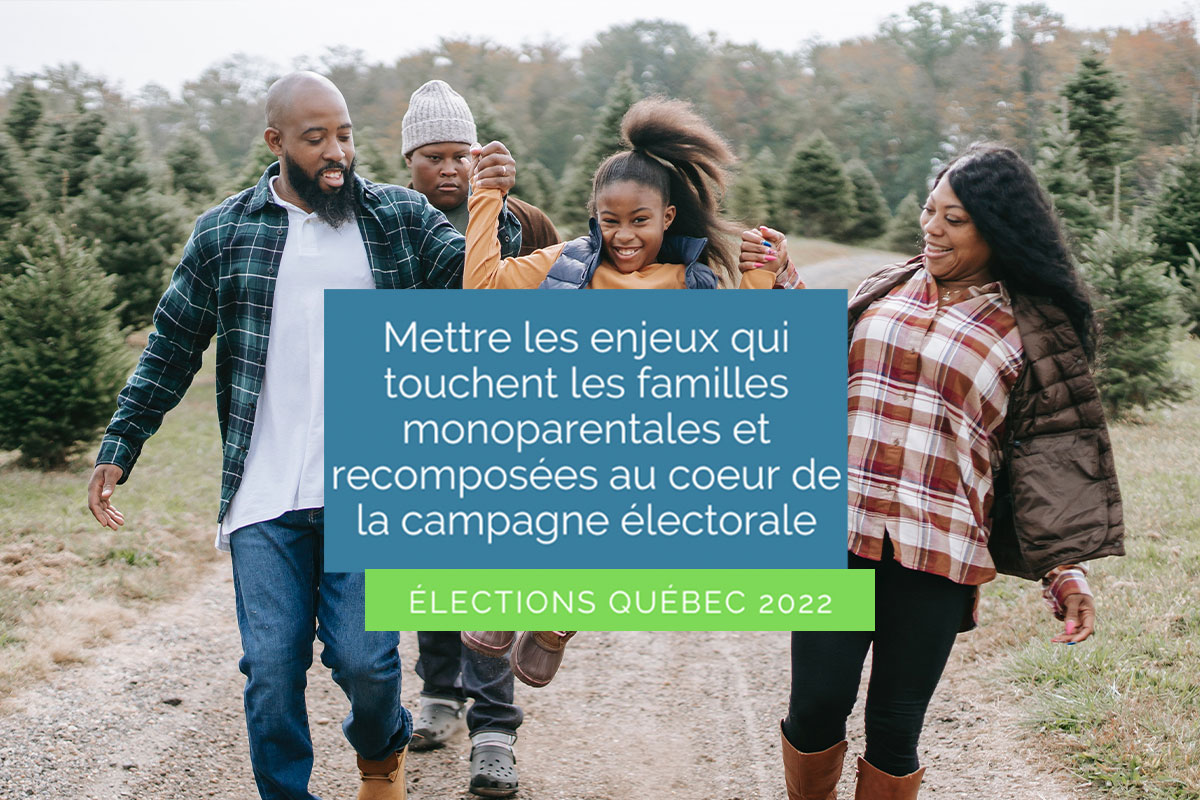 Mettre les enjeux qui
touchent les familles
monoparentales et
recomposées au coeur de
la campagne électorale
ÉLECTIONS QUÉBEC 2022